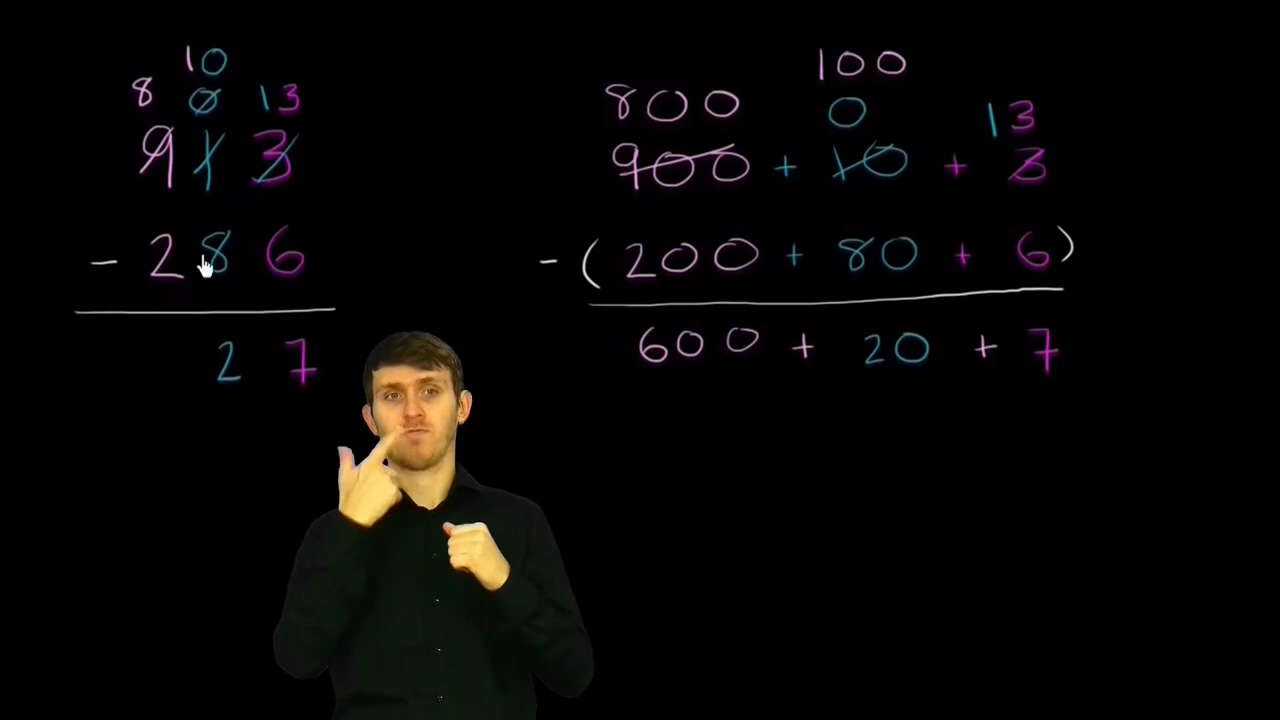 10
8 0 13
9 1 3
- 2 8 6
2 7
100
800 0 13
900 + 10 + 3
- (200 + 80 + 6)
600 + 20 + 7